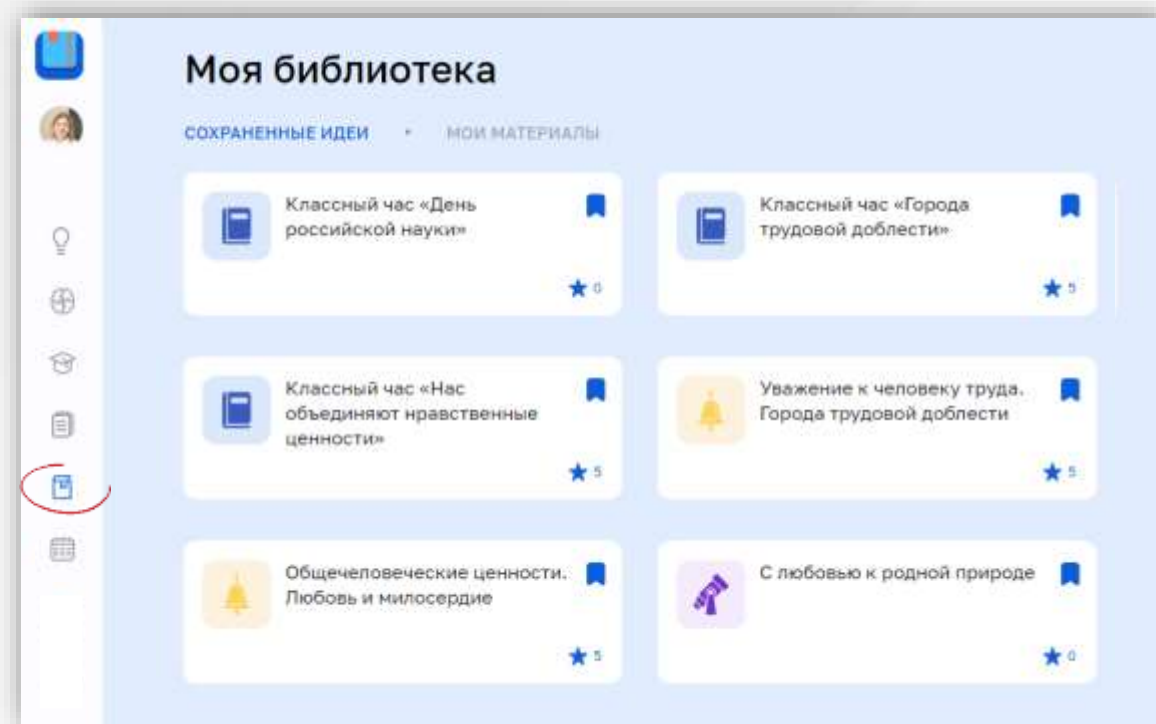 Моя библиотека
СОХРАНЕННЫЕ ИДЕИ • МОИ МАТЕРИАЛЫ
Классный час «День
российской науки»
0
Классный час «Города
трудовой доблести»
5
Классный час «Нас
объединяют нравственные
ценности»
5
Уважение к человеку труда.
Города трудовой доблести
5
Общечеловеческие ценности.
Любовь и милосердие
5
С любовью к родной природе
0